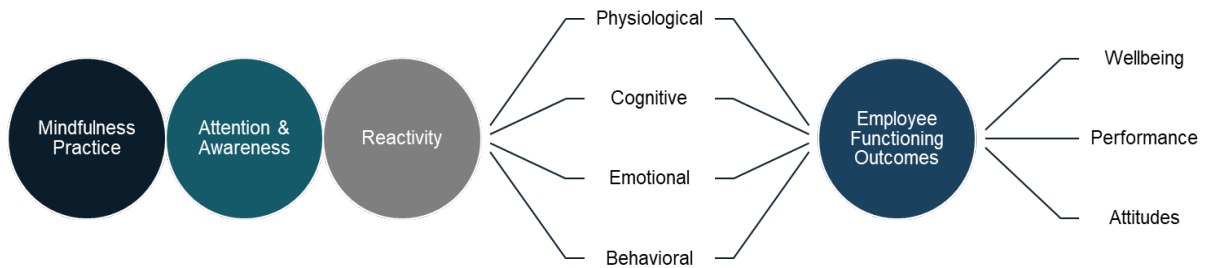 Mindfulness
Practice
Attention &
Awareness
Reactivity
Physiological
Cognitive
Emotional
Behavioral
Employee
Functioning
Outcomes
Wellbeing
Performance
Attitudes